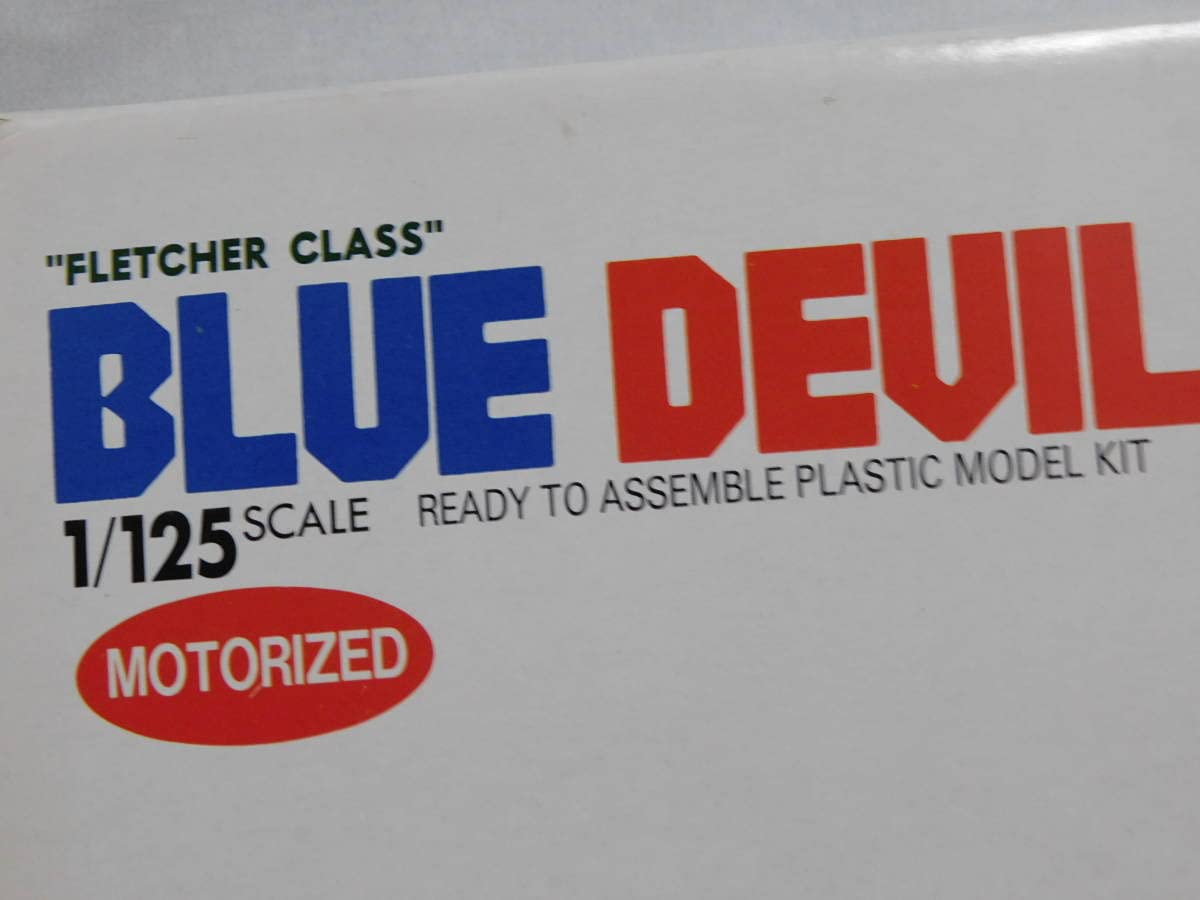 "FLETCHER CLASS"
BLUE DEVIL
1/125 SCALE READY TO ASSEMBLE PLASTIC MODEL KIT
MOTORIZED